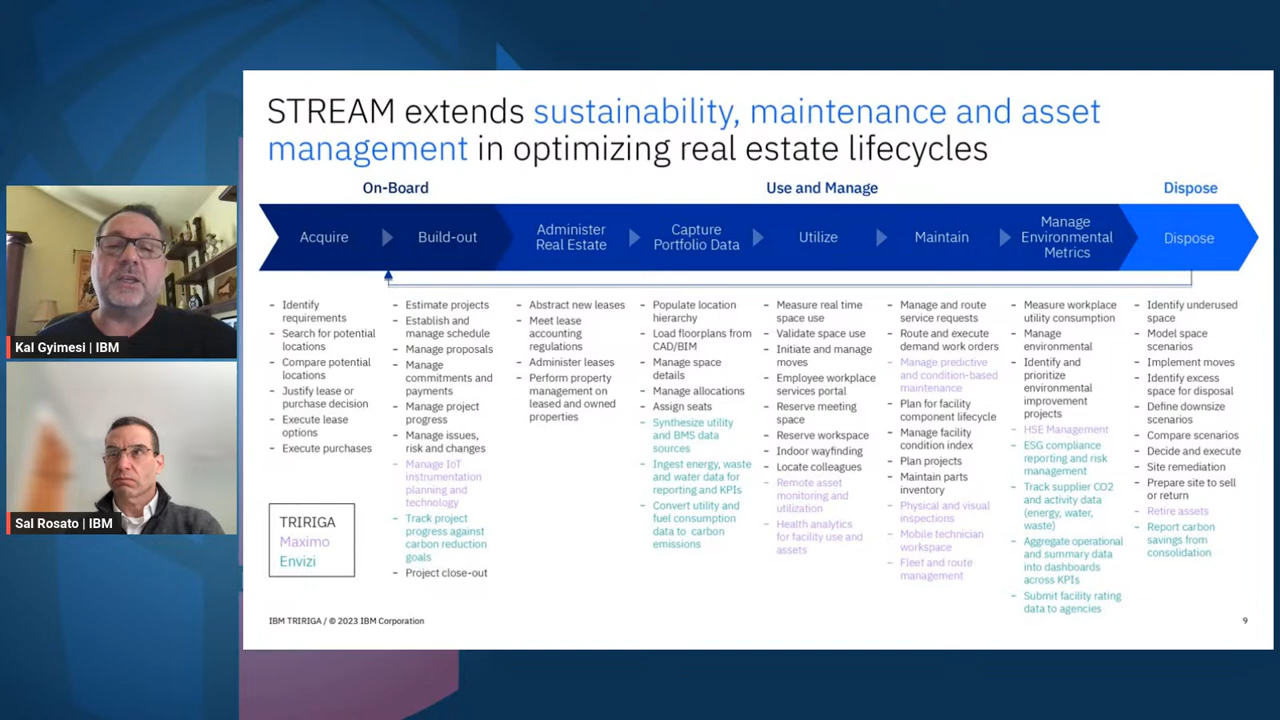 STREAM extends sustainability, maintenance and asset
management in optimizing real estate lifecycles
On-Board
Use and Manage
Dispose
Acquire
Build-out
Administer
Real Estate
Capture
Portfolio Data
Utilize
Maintain
Manage
Environmental
Metrics
Dispose
– Identify
requirements
– Search for potential
locations
– Compare potential
locations
– Justify lease or
purchase decision
– Execute lease
options
– Execute purchases
– Estimate projects
– Establish and
manage schedule
– Manage proposals
– Manage
commitments and
payments
– Manage project
progress
– Manage issues,
risk and changes
– Manage IoT
instrumentation
planning and
technology
– Track project
progress against
carbon reduction
goals
– Project close-out
– Abstract new leases
– Meet lease
accounting
regulations
– Administer leases
– Perform property
management on
leased and owned
properties
– Populate location
hierarchy
– Load floorplans from
CAD/BIM
– Manage space
details
– Manage allocations
– Assign seats
– Synthesize utility
and BMS data
sources
– Ingest energy, waste
and water data for
reporting and KPIs
– Convert utility and
fuel consumption
data to carbon
emissions
– Measure real time
space use
– Validate space use
– Initiate and manage
moves
– Employee workplace
services portal
– Reserve meeting
space
– Reserve workspace
– Indoor wayfinding
– Locate colleagues
– Remote asset
monitoring and
utilization
– Health analytics
for facility use and
assets
– Manage and route
service requests
– Route and execute
demand work orders
– Manage predictive
and condition-based
maintenance
– Plan for facility
component lifecycle
– Manage facility
condition index
– Plan projects
– Maintain parts
inventory
– Physical and visual
inspections
– Mobile technician
workspace
– Fleet and route
management
– Measure workplace
utility consumption
– Manage
environmental
– Identify and
prioritize
environmental
improvement
projects
– HSE Management
– ESG compliance
reporting and risk
management
– Track supplier CO2
and activity data
(energy, water,
waste)
– Aggregate operational
and summary data
into dashboards
across KPIs
– Submit facility rating
data to agencies
– Identify underused
space
– Model space
scenarios
– Implement moves
– Identify excess
space for disposal
– Define downsize
scenarios
– Compare scenarios
– Decide and execute
– Site remediation
– Prepare site to sell
or return
– Retire assets
– Report carbon
savings from
consolidation
TRIRIGA
Maximo
Envizi
IBM TRIRIGA / © 2023 IBM Corporation
9
Kal Gyimesi | IBM
Sal Rosato | IBM